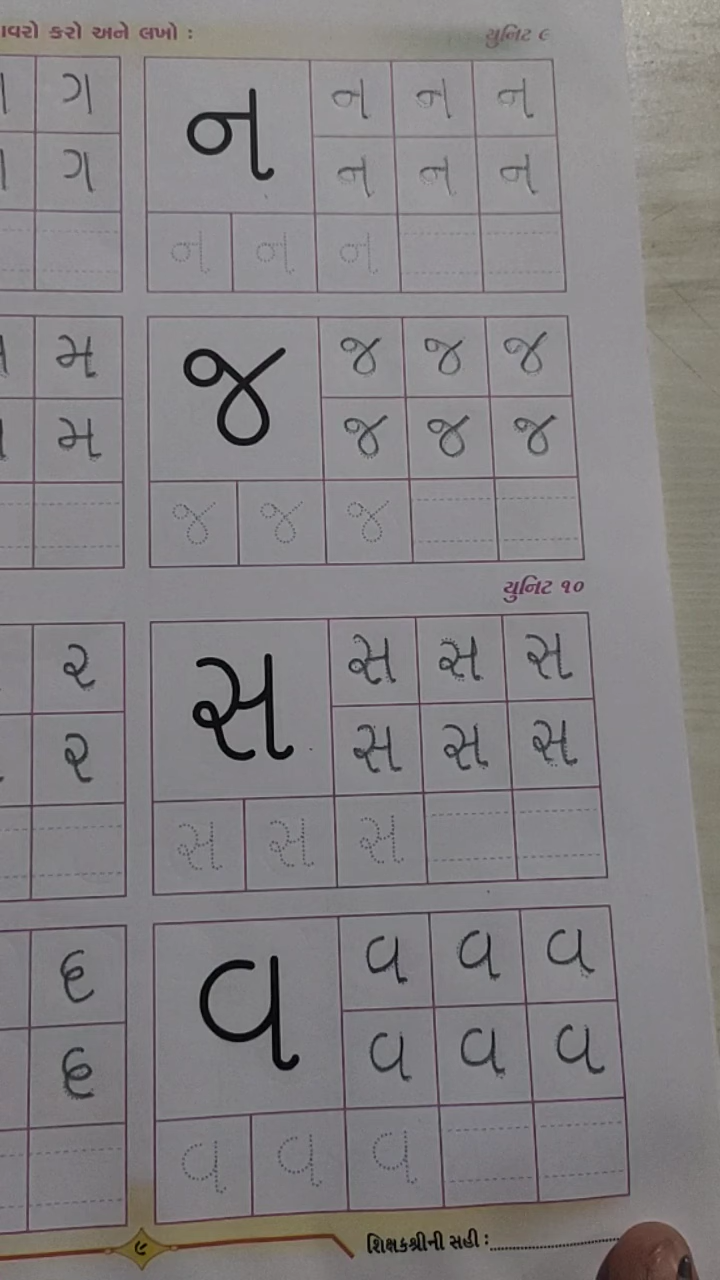 ાવરો કરો અને લખો :
યુનિટ ૯
ગ ન ન ન ન
ગ ન ન ન
ન ન ન
મ જ જ જ જ
મ જ જ જ
જ જ જ
યુનિટ ૧૦
ર સ સ સ સ
ર સ સ સ
સ સ સ
દ વ વ વ વ
દ વ વ વ
વ વ વ
૯
શિક્ષકશ્રીની સહી :